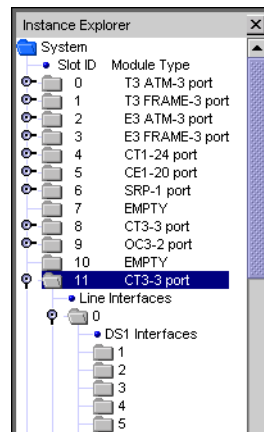 Instance Explorer
System
Slot ID Module Type
0 T3 ATM-3 port
1 T3 FRAME-3 port
2 E3 ATM-3 port
3 E3 FRAME-3 port
4 CT1-24 port
5 CE1-20 port
6 SRP-1 port
7 EMPTY
8 CT3-3 port
9 OC3-2 port
10 EMPTY
11 CT3-3 port
Line Interfaces
0
DS1 Interfaces
1
2
3
4
5